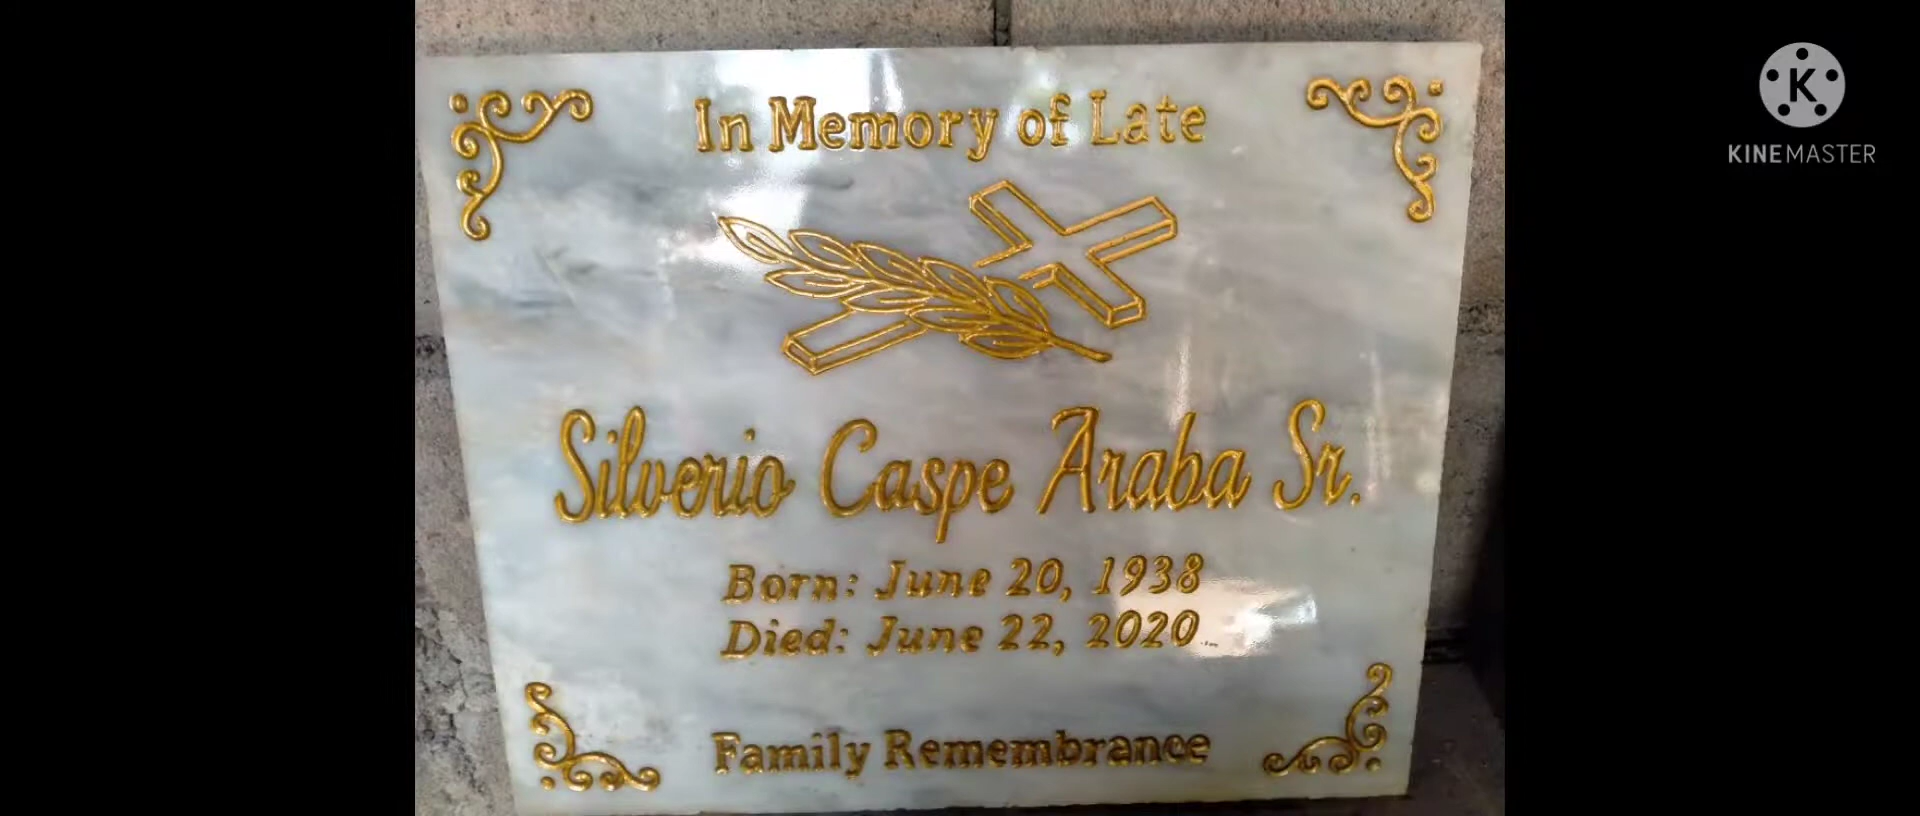 In Memory of Late
Silverio Caspe Araba Sr.
Born: June 20, 1938
Died: June 22, 2020
Family Remembrance
K
KINEMASTER